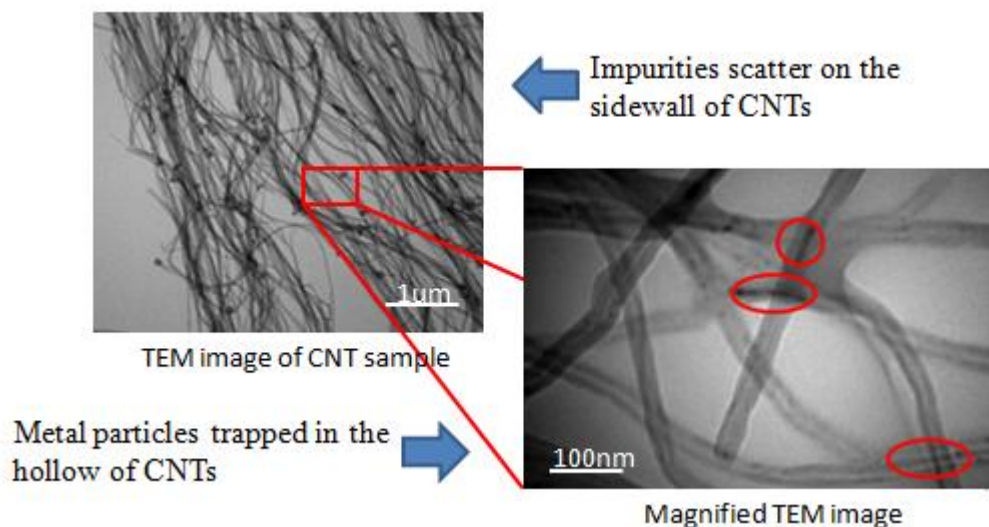 Impurities scatter on the
sidewall of CNTs
1um
TEM image of CNT sample
Metal particles trapped in the
hollow of CNTs
100nm
Magnified TEM image